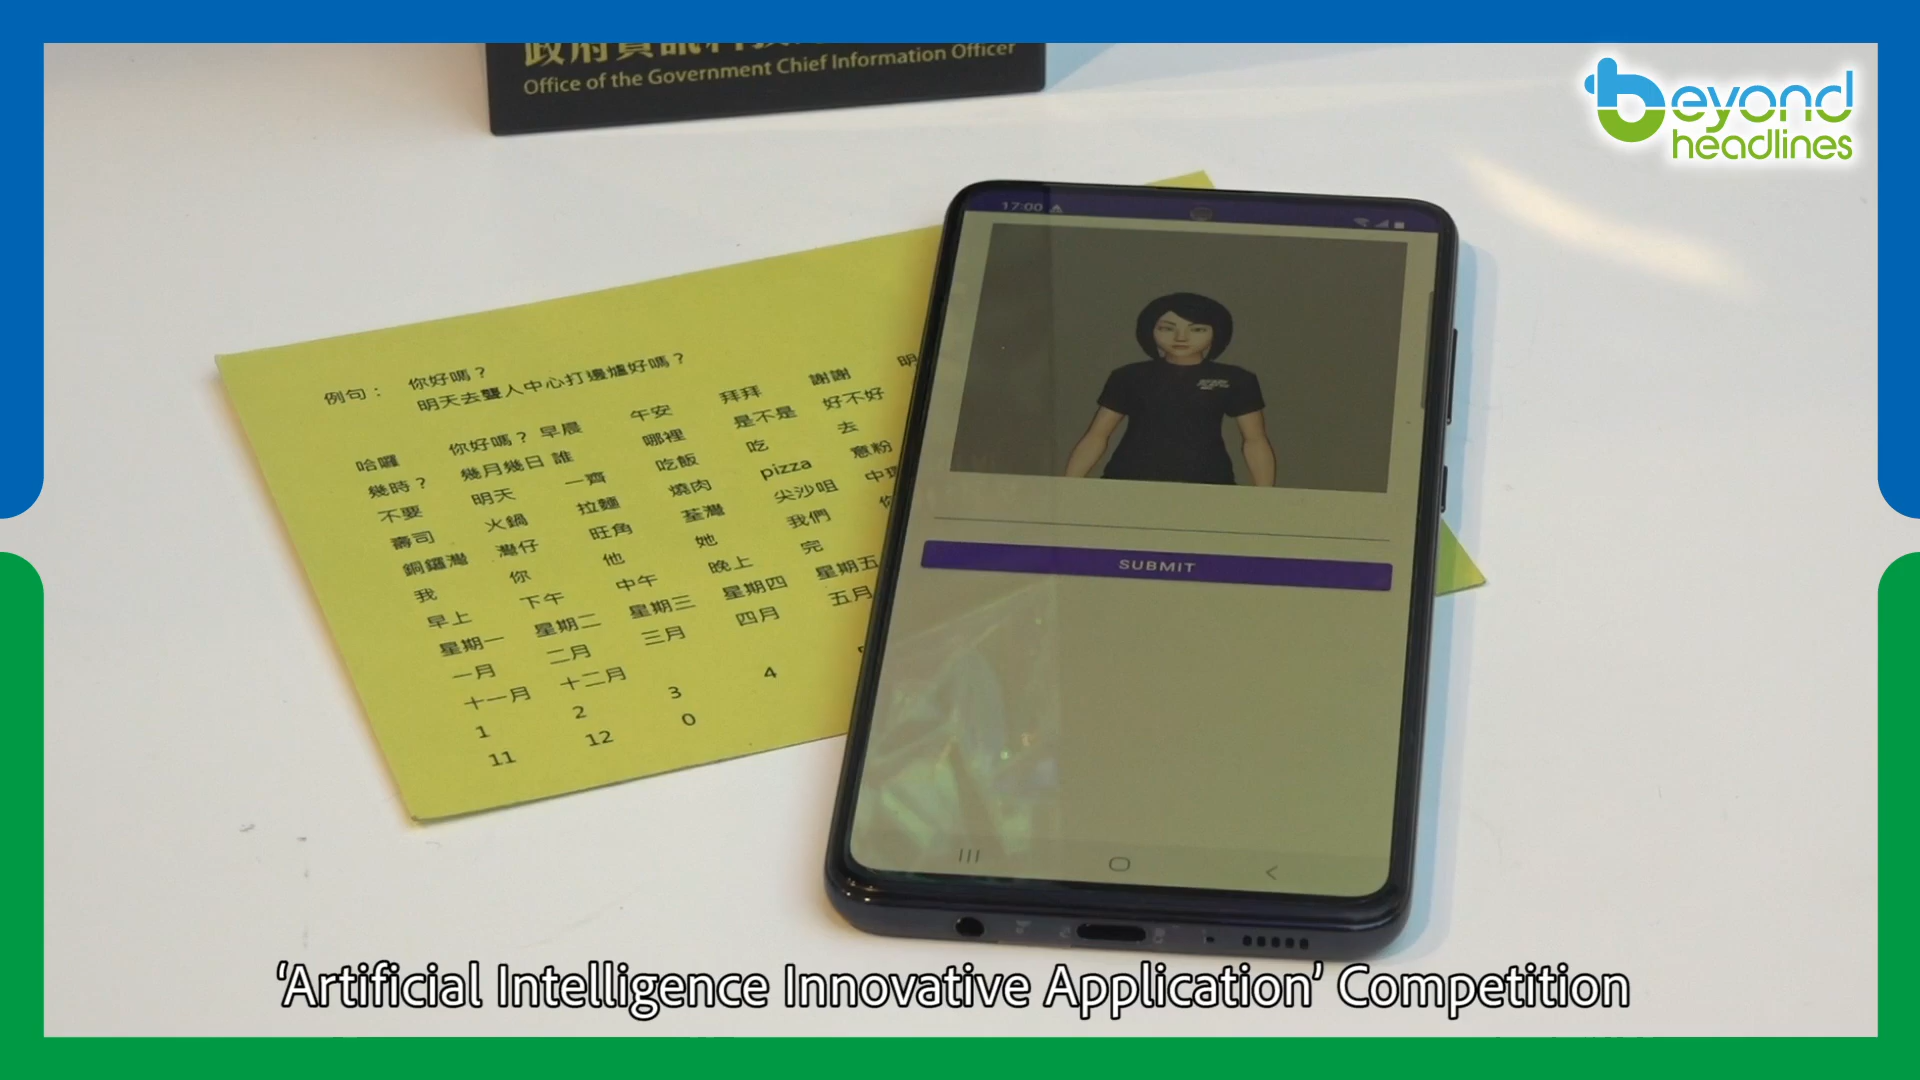 Office of the Government Chief Information Officer
beyond
headlines
17:00
例句： 你好嗎？
明天去聾人中心打邊爐好嗎？
哈囉 你好嗎？ 早晨 午安 拜拜 謝謝 明
幾時？ 幾月幾日 誰 哪裡 是不是 好不好
不要 明天 一齊 吃飯 吃 去
壽司 火鍋 拉麵 燒肉 pizza 意粉
銅鑼灣 灣仔 旺角 荃灣 尖沙咀
我 你 他 她 我們
早上 下午 中午 晚上 完
星期一 星期二 星期三 星期四 星期五
一月 二月 三月 四月 五月
十一月 十二月
1 2 3 4
11 12 0
SUBMIT
‘Artificial Intelligence Innovative Application’ Competition